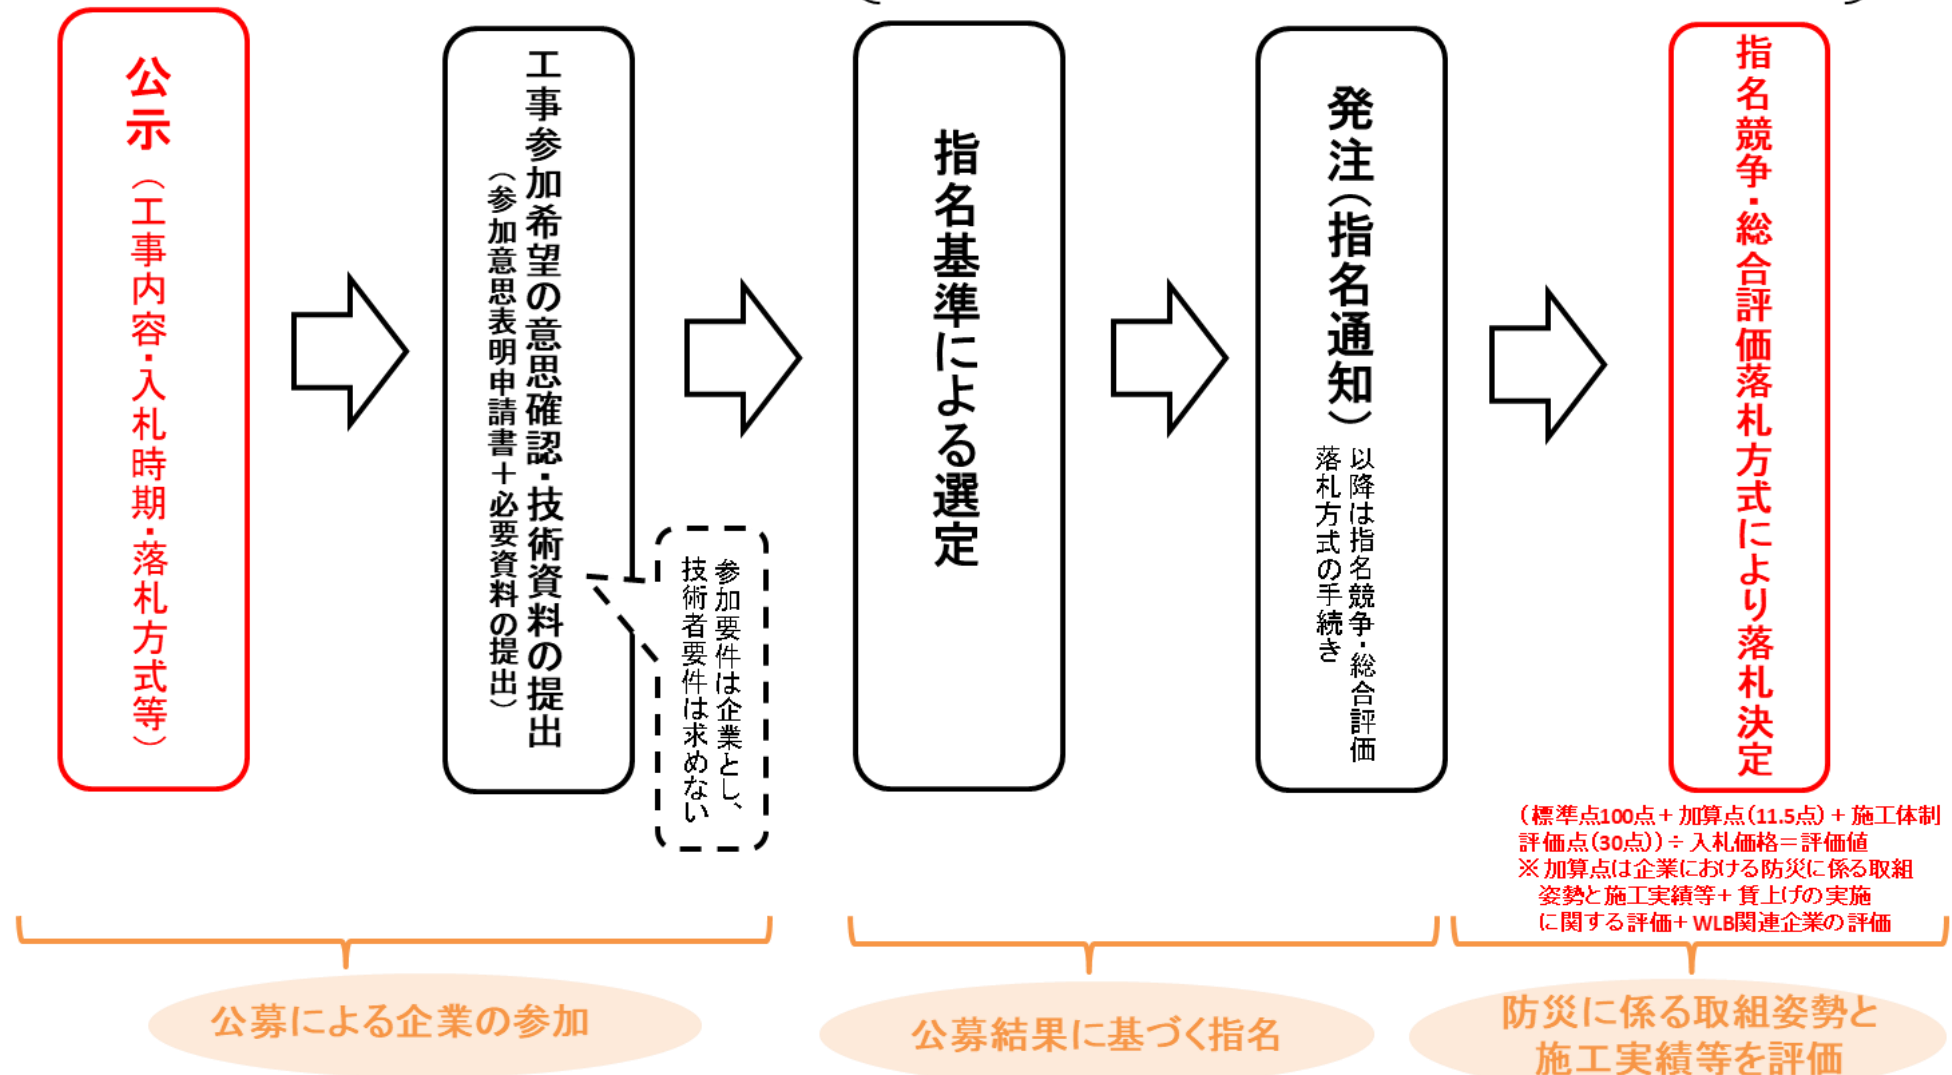 公示（工事内容・入札時期・落札方式等）
工事参加希望の意思確認・技術資料の提出
（参加意思表明申請書＋必要資料の提出）
参加要件は企業とし、
技術者要件は求めない
指名基準による選定
発注（指名通知）
以降は指名競争・総合評価
落札方式の手続き
指名競争・総合評価落札方式により落札決定
（標準点100点＋加算点（11.5点）＋施工体制
評価点（30点））÷入札価格＝評価値
※加算点は企業における防災に係る取組
姿勢と施工実績等＋賃上げの実施
に関する評価＋WLB関連企業の評価
公募による企業の参加
公募結果に基づく指名
防災に係る取組姿勢と
施工実績等を評価